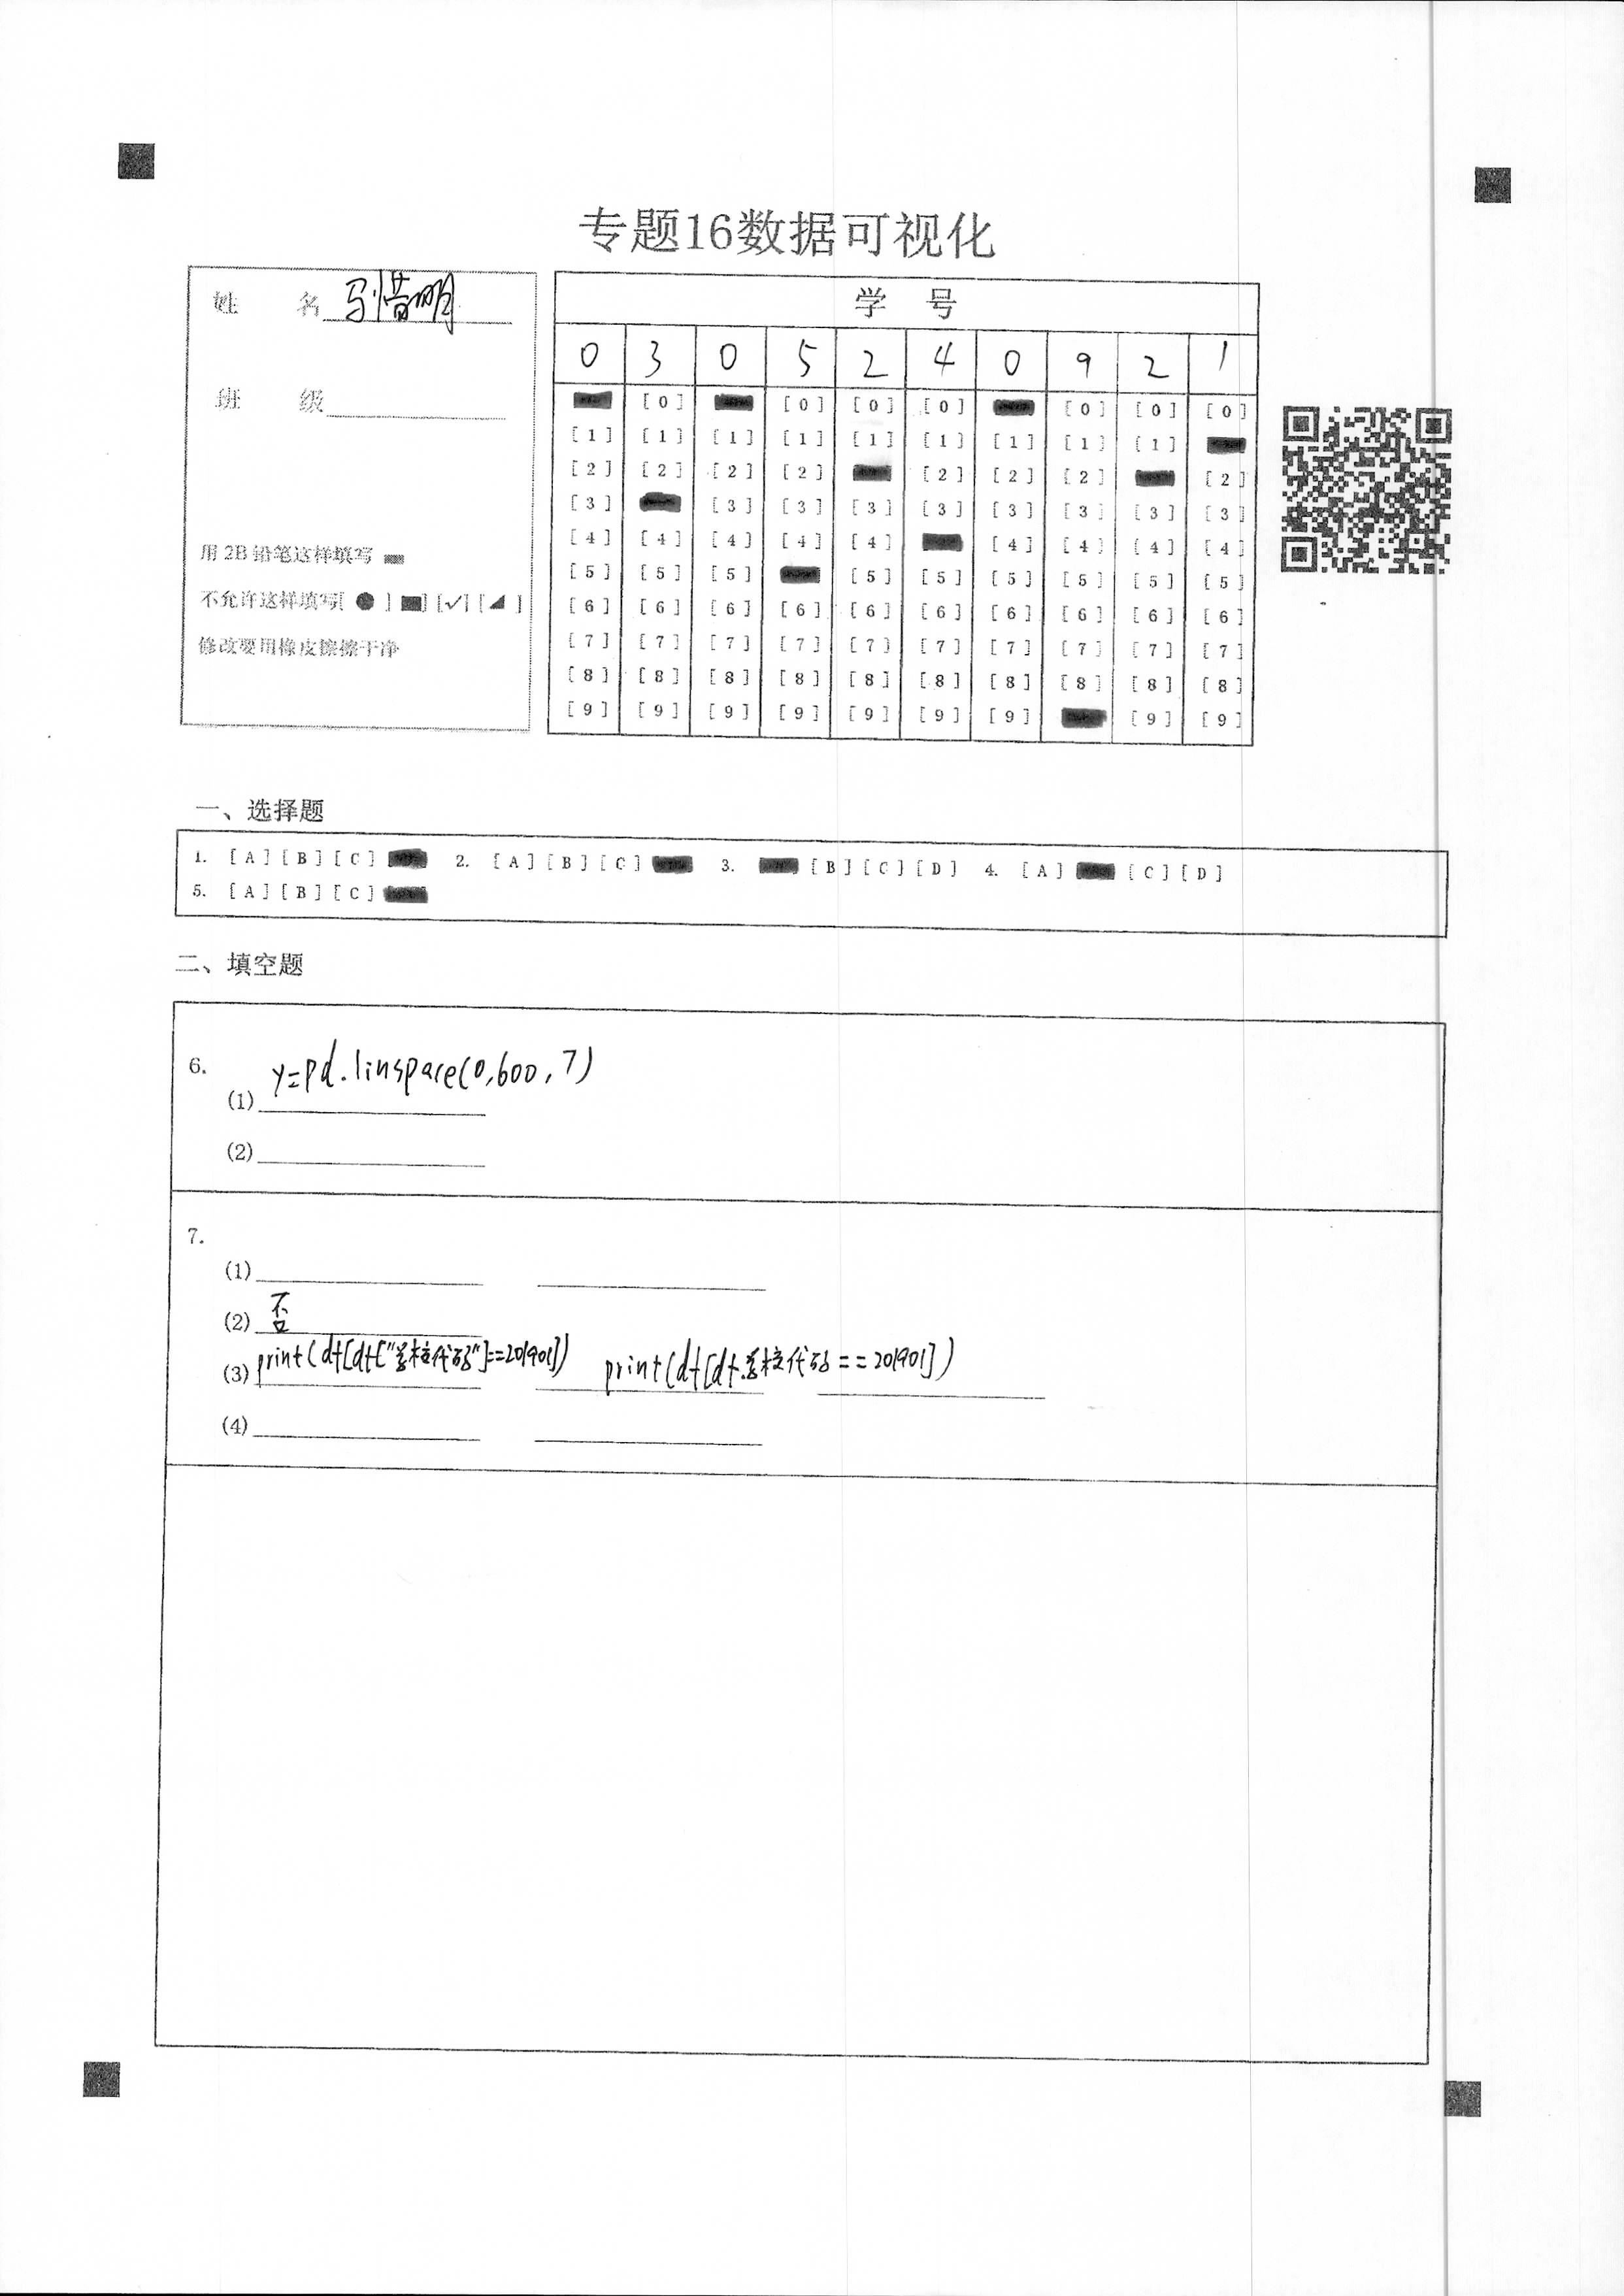 专题16数据可视化
姓 名
班 级
用 2B 铅笔这样填写
不允许这样填写[ ● ] [■] [✓] [◢ ]
修改要用橡皮擦擦干净
学 号
0 3 0 5 2 4 0 9 2 1
[0] [0] [0] [0] [0] [0]
[1] [1] [1] [1] [1] [1] [1] [1] [1]
[2] [2] [2] [2] [2] [2] [2] [2]
[3] [3] [3] [3] [3] [3] [3] [3] [3]
[4] [4] [4] [4] [4] [4] [4] [4] [4]
[5] [5] [5] [5] [5] [5] [5] [5] [5]
[6] [6] [6] [6] [6] [6] [6] [6] [6] [6]
[7] [7] [7] [7] [7] [7] [7] [7] [7] [7]
[8] [8] [8] [8] [8] [8] [8] [8] [8] [8]
[9] [9] [9] [9] [9] [9] [9] [9] [9]
一、选择题
1. [A] [B] [C] 2. [A] [B] [C] 3. [B] [C] [D] 4. [A] [C] [D]
5. [A] [B] [C]
二、填空题
6.
(1) y=pd.linspace(0,600,7)
(2)
7.
(1)
(2) 否
(3) print(df[df["学校代码"]==201901]) print(df[df.学校代码==201901])
(4)